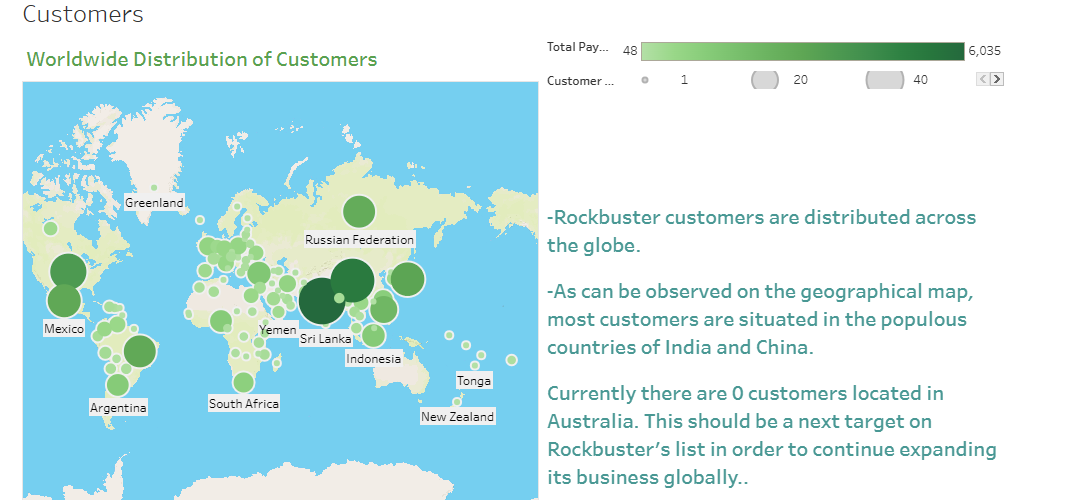 Customers
Worldwide Distribution of Customers
Total Pay...
48
6,035
Customer ...
1
20
40
Greenland
Russian Federation
Mexico
Yemen
Sri Lanka
Indonesia
Argentina
South Africa
Tonga
New Zealand
-Rockbuster customers are distributed across
the globe.
-As can be observed on the geographical map,
most customers are situated in the populous
countries of India and China.
Currently there are 0 customers located in
Australia. This should be a next target on
Rockbuster’s list in order to continue expanding
its business globally..